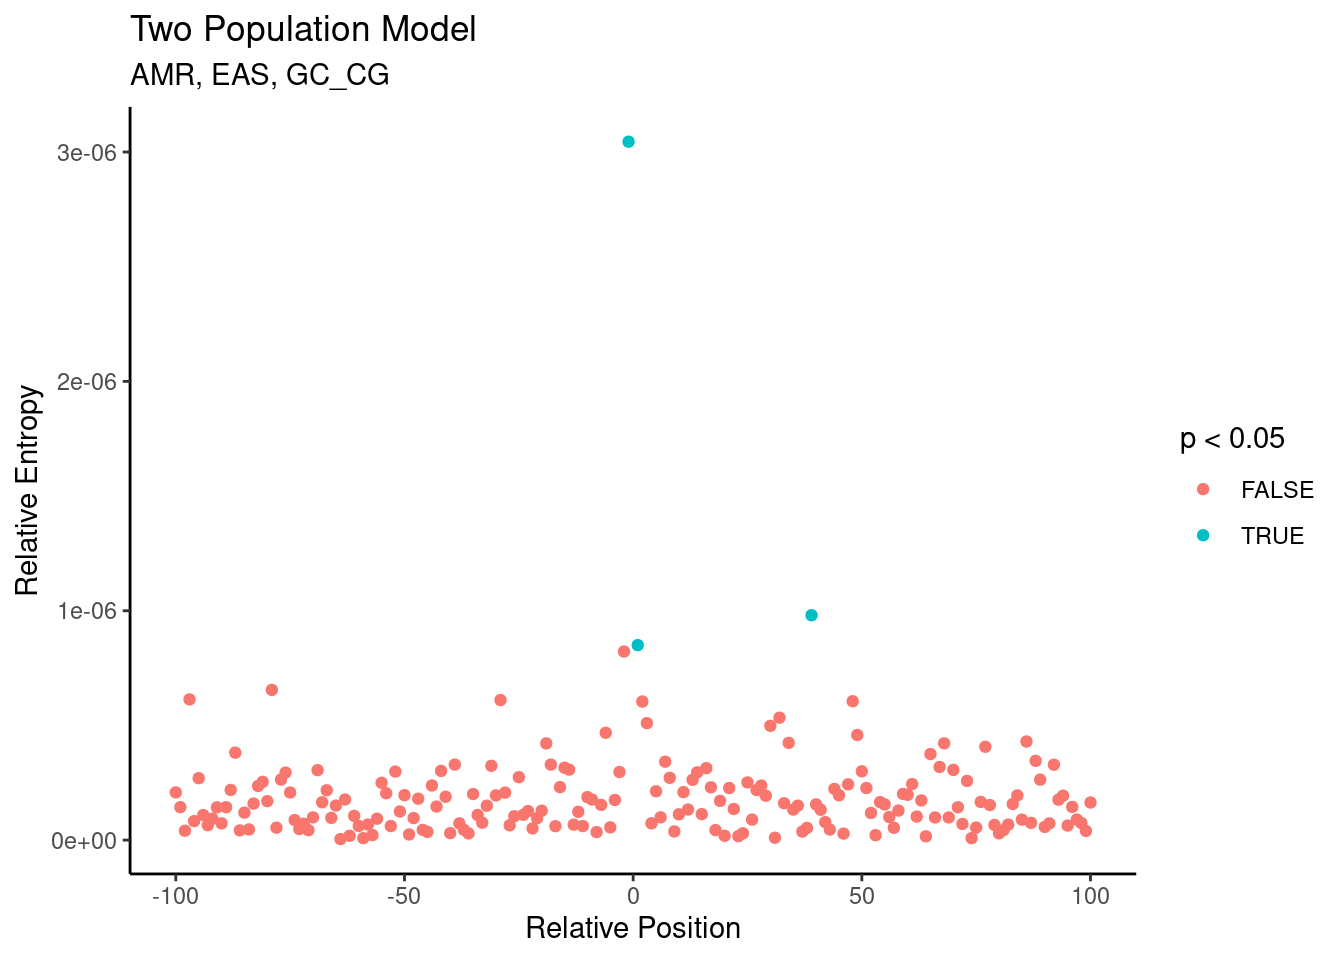 Two Population Model
AMR, EAS, GC_CG
3e-06
2e-06
1e-06
0e+00
Relative Entropy
-100
-50
0
50
100
Relative Position
p < 0.05
FALSE
TRUE